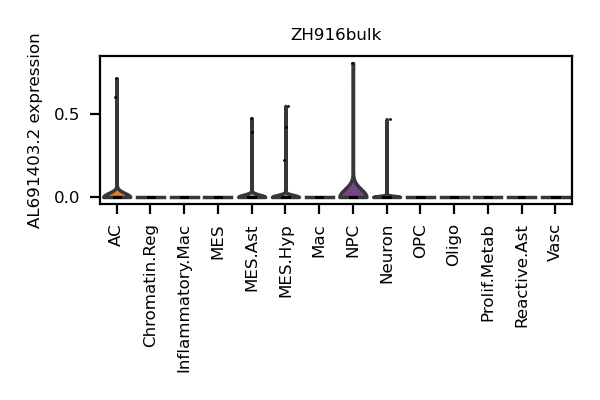 ZH916bulk
AL691403.2 expression
0.5
0.0
AC
Chromatin.Reg
Inflammatory.Mac
MES
MES.Ast
MES.Hyp
Mac
NPC
Neuron
OPC
Oligo
Prolif.Metab
Reactive.Ast
Vasc